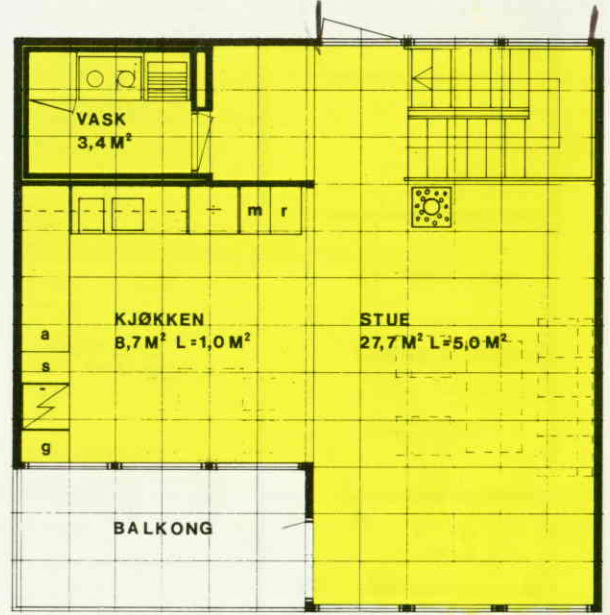 VASK
3,4 M²
m r
KJØKKEN
8,7 M² L=1,0 M²
STUE
27,7 M² L=5,0 M²
a
s
g
BALKONG